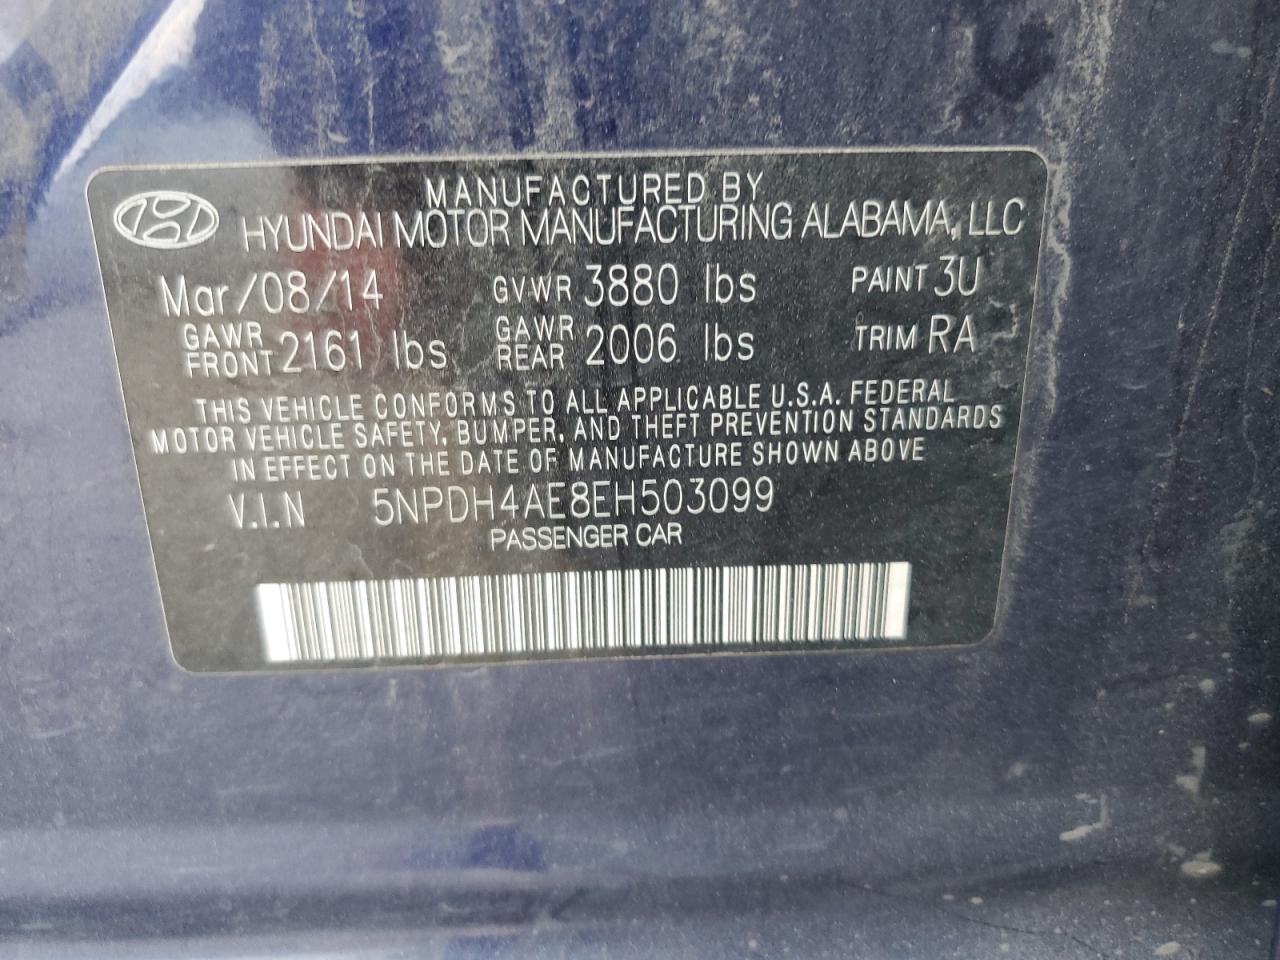 MANUFACTURED BY
HYUNDAI MOTOR MANUFACTURING ALABAMA, LLC
Mar/08/14 GVWR 3880 lbs PAINT 3U
GAWR FRONT 2161 lbs GAWR REAR 2006 lbs TRIM RA
THIS VEHICLE CONFORMS TO ALL APPLICABLE U.S.A. FEDERAL
MOTOR VEHICLE SAFETY, BUMPER, AND THEFT PREVENTION STANDARDS
IN EFFECT ON THE DATE OF MANUFACTURE SHOWN ABOVE
V.I.N 5NPDH4AE8EH503099
PASSENGER CAR